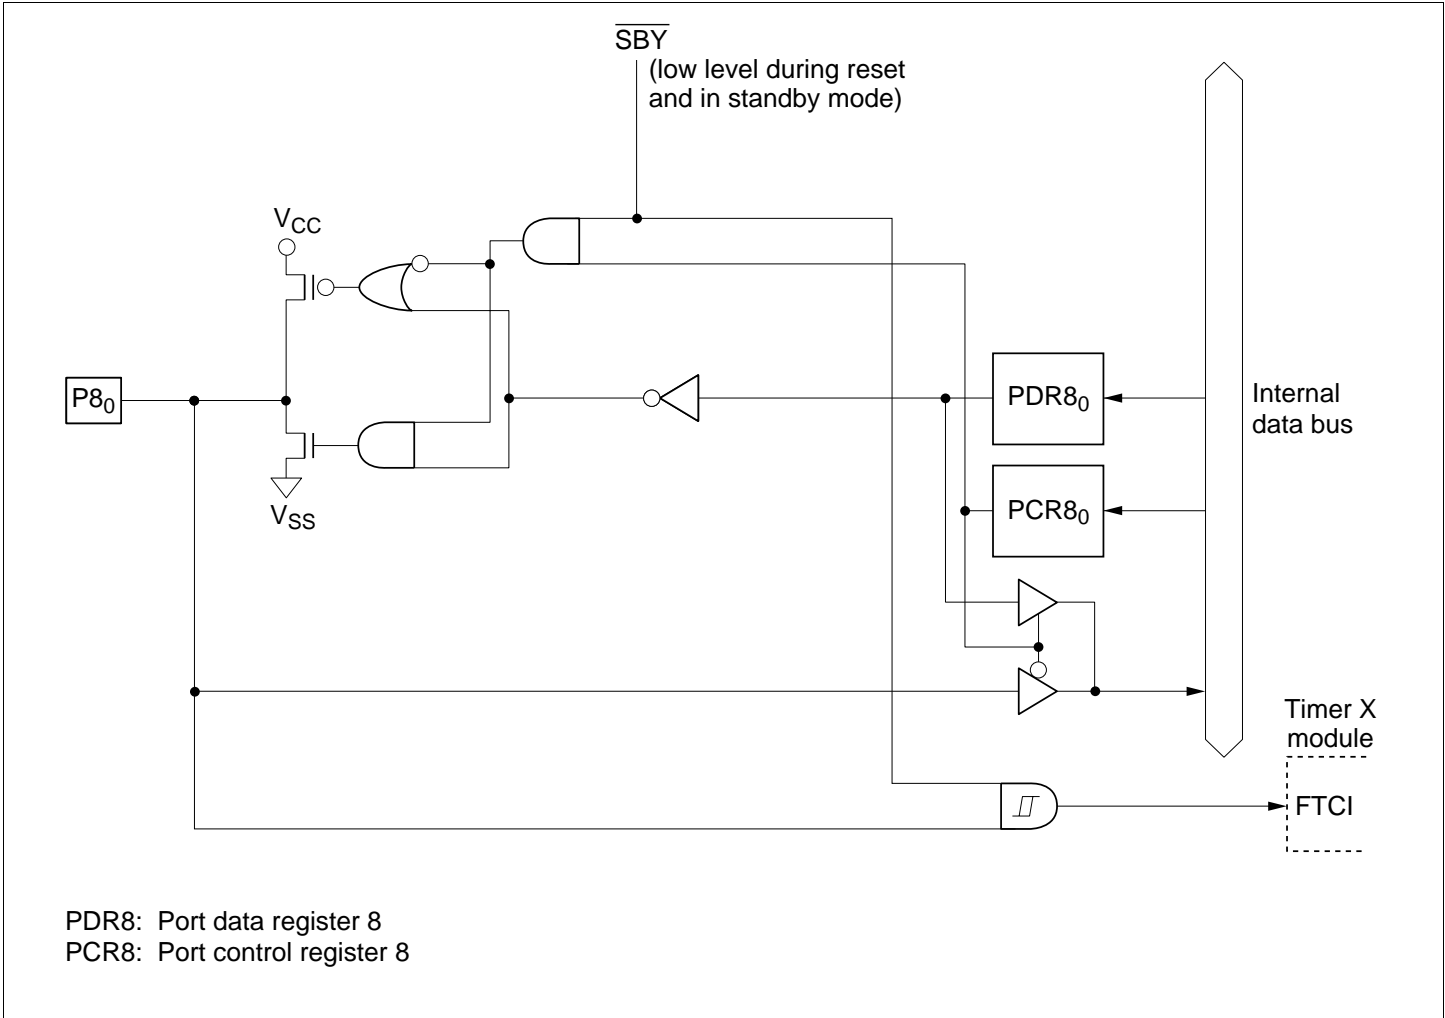 SBY
(low level during reset
and in standby mode)
VCC
P80
VSS
PDR80
PCR80
Internal
data bus
Timer X
module
FTCI
PDR8: Port data register 8
PCR8: Port control register 8